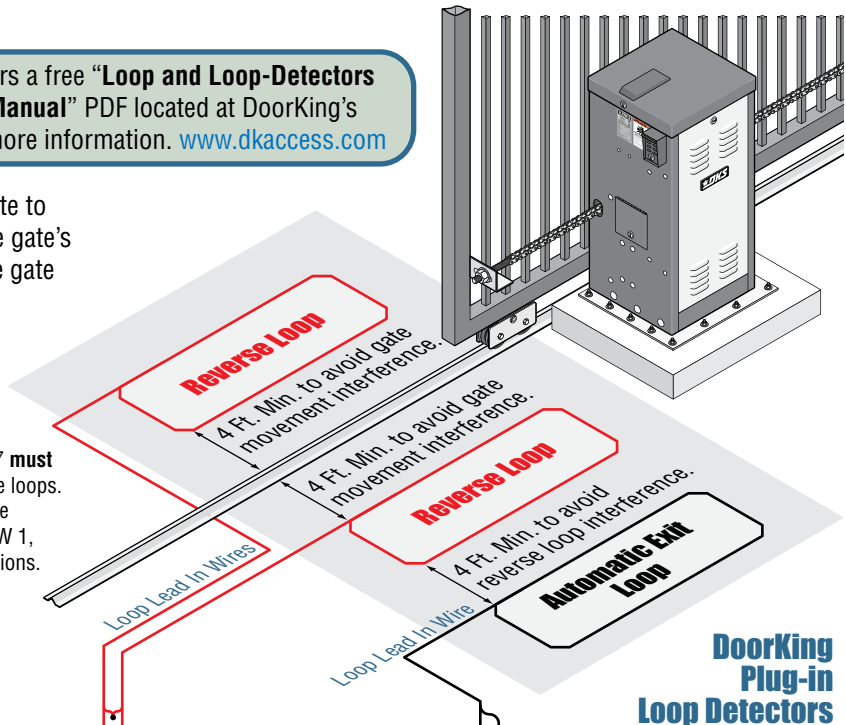 rs a free “Loop and Loop-Detectors
Manual” PDF located at DoorKing's
more information. www.dkaccess.com
te to
e gate's
e gate
DKS
Reverse Loop
4 Ft. Min. to avoid gate
movement interference.
7 must
e loops.
e
W 1,
ions.
4 Ft. Min. to avoid gate
movement interference.
Reverse Loop
4 Ft. Min. to avoid
reverse loop interference.
Automatic Exit
Loop
Loop Lead In Wires
Loop Lead In Wire
DoorKing
Plug-in
Loop Detectors